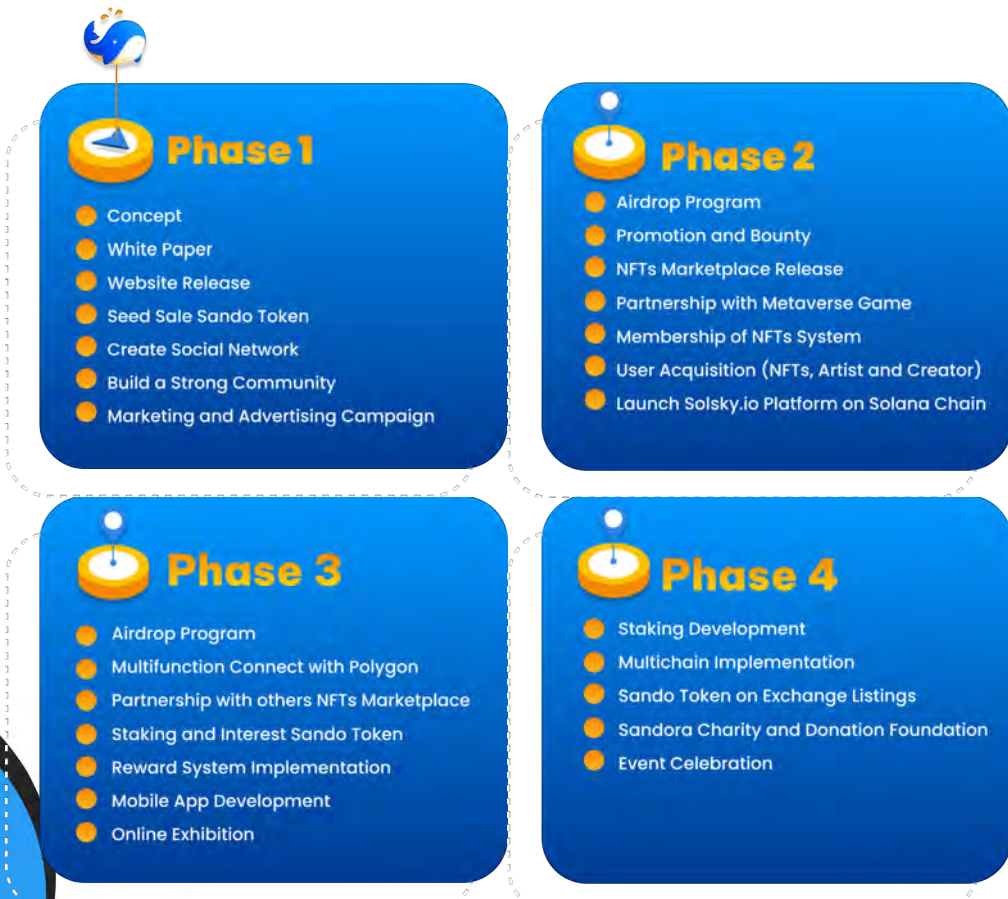 Phase 1
Concept
White Paper
Website Release
Seed Sale Sando Token
Create Social Network
Build a Strong Community
Marketing and Advertising Campaign
Phase 2
Airdrop Program
Promotion and Bounty
NFTs Marketplace Release
Partnership with Metaverse Game
Membership of NFTs System
User Acquisition (NFTs, Artist and Creator)
Launch Solsky.io Platform on Solana Chain
Phase 3
Airdrop Program
Multifunction Connect with Polygon
Partnership with others NFTs Marketplace
Staking and Interest Sando Token
Reward System Implementation
Mobile App Development
Online Exhibition
Phase 4
Staking Development
Multichain Implementation
Sando Token on Exchange Listings
Sandora Charity and Donation Foundation
Event Celebration